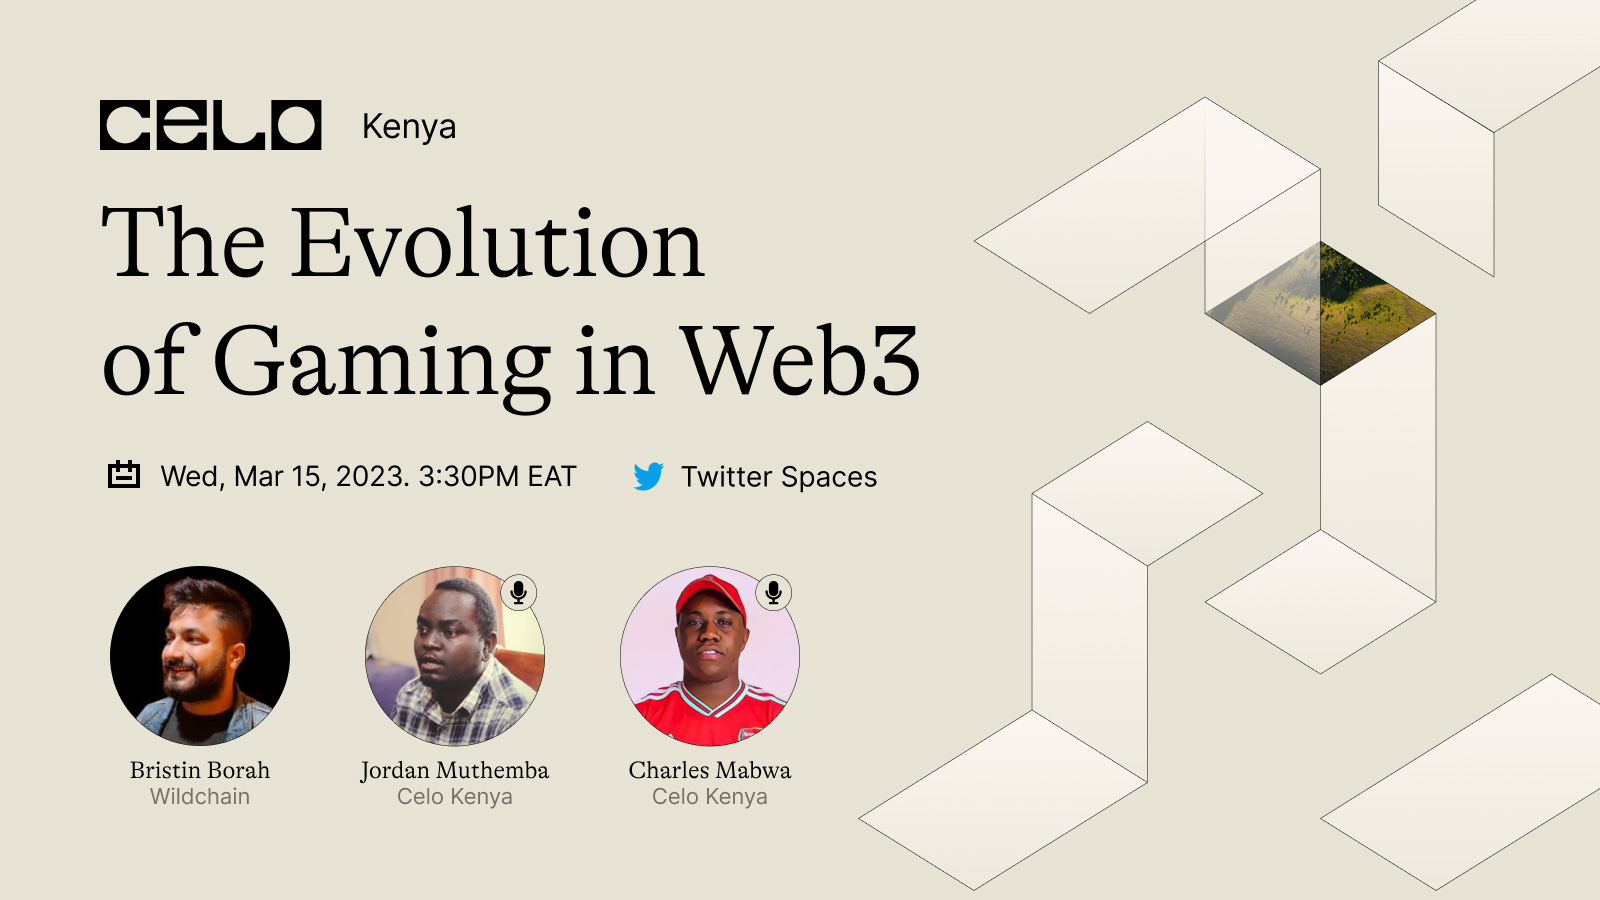 CELO Kenya
The Evolution
of Gaming in Web3
Wed, Mar 15, 2023. 3:30PM EAT Twitter Spaces
Bristin Borah Jordan Muthemba Charles Mabwa
Wildchain Celo Kenya Celo Kenya